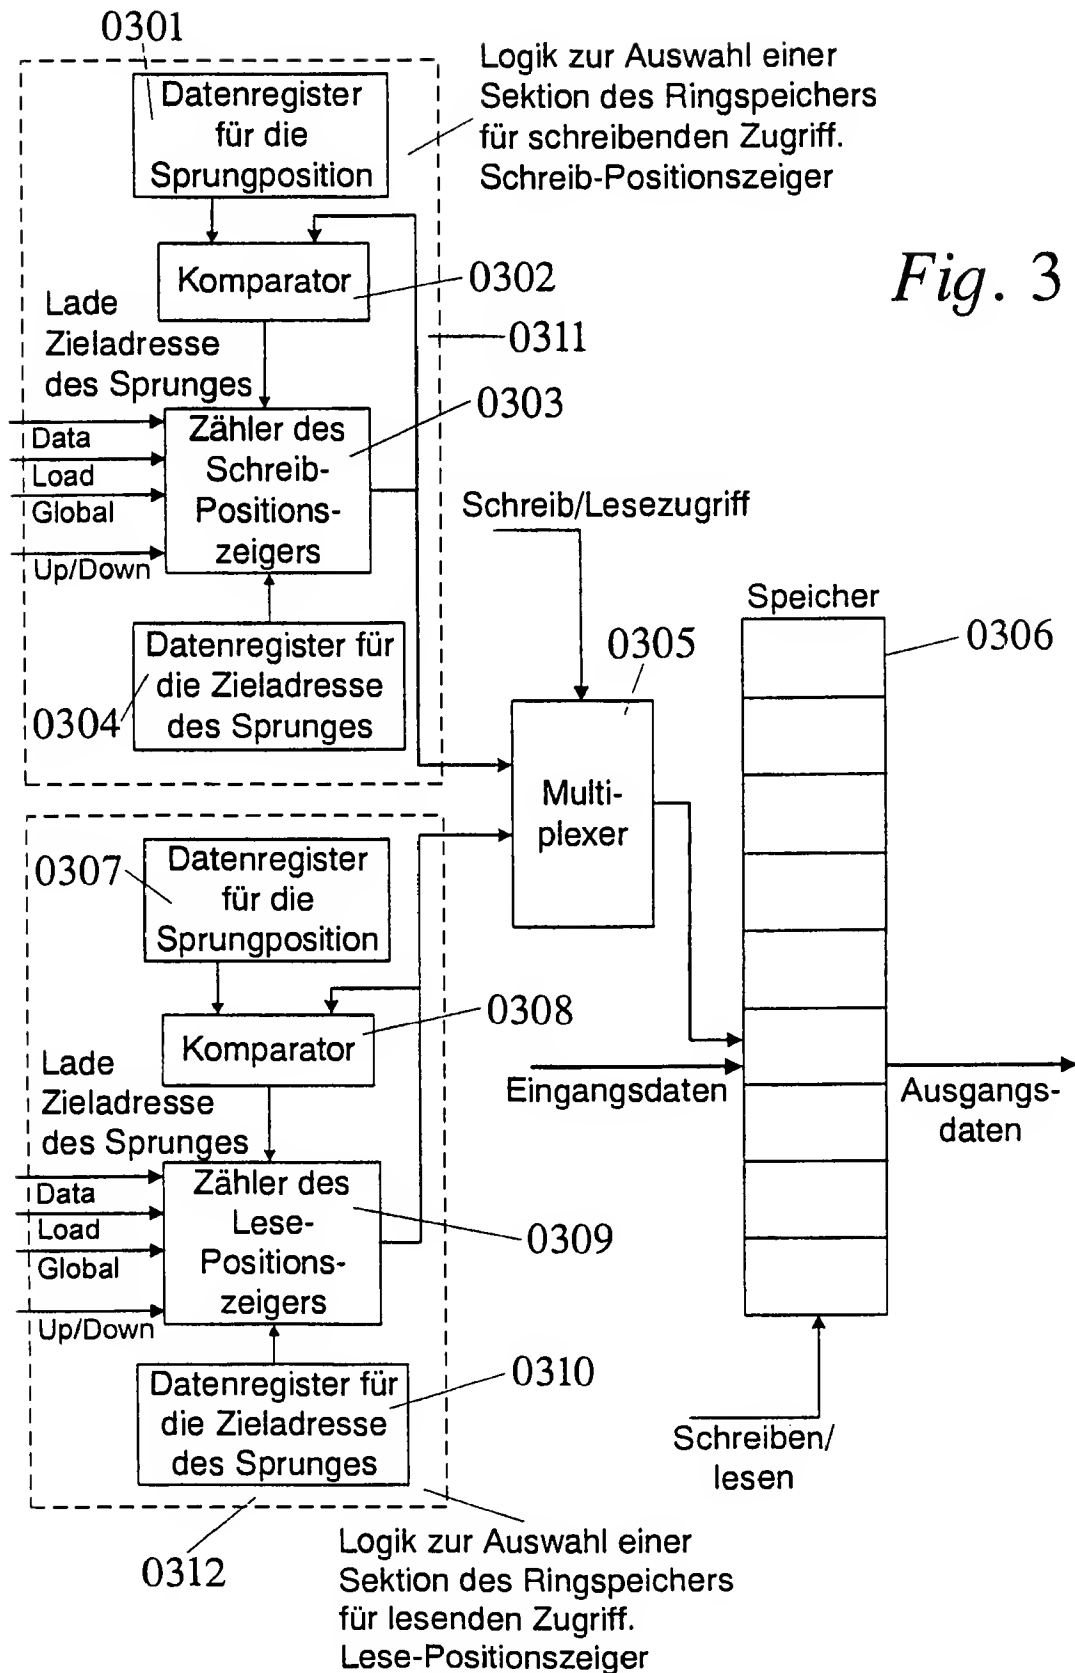 0301
Datenregister
für die
Sprungposition
Logik zur Auswahl einer
Sektion des Ringspeichers
für schreibenden Zugriff.
Schreib-Positionszeiger
Komparator
0302
Fig. 3
0311
Lade
Zieladresse
des Sprunges
0303
Data
Load
Global
Up/Down
Zähler des
Schreib-
Positions-
zeigers
Schreib/Lesezugriff
0304
Datenregister für
die Zieladresse
des Sprunges
0305
Multi-
plexer
Speicher
0306
0307
Datenregister
für die
Sprungposition
Komparator
0308
Lade
Zieladresse
des Sprunges
Eingangsdaten
Ausgangs-
daten
Data
Load
Global
Up/Down
Zähler des
Lese-
Positions-
zeigers
0309
Datenregister für
die Zieladresse
des Sprunges
0310
Schreiben/
lesen
0312
Logik zur Auswahl einer
Sektion des Ringspeichers
für lesenden Zugriff.
Lese-Positionszeiger